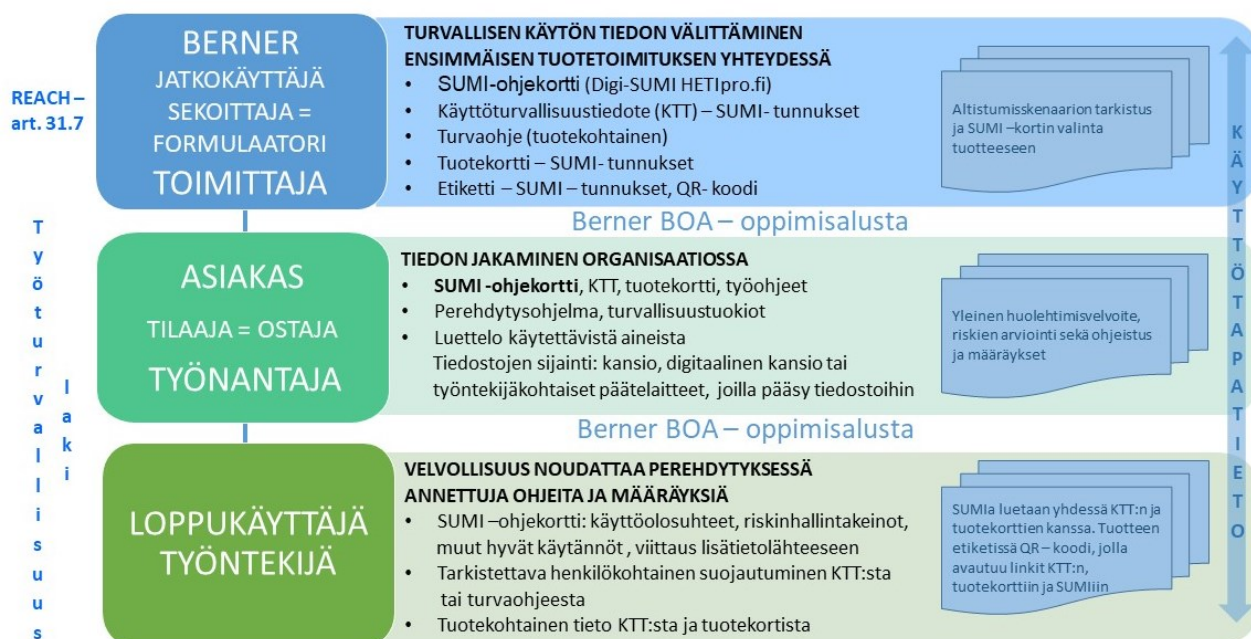 REACH –
art. 31.7
BERNER
JATKOKÄYTTÄJÄ
SEKOITTAJA =
FORMULAATORI
TOIMITTAJA
TURVALLISEN KÄYTÖN TIEDON VÄLITTÄMINEN
ENSIMMÄISEN TUOTETOIMITUKSEN YHTEYDESSÄ
• SUMI-ohjekortti (Digi-SUMI HETIpro.fi)
• Käyttöturvallisuustiedote (KTT) – SUMI- tunnukset
• Turvaohje (tuotekohtainen)
• Tuotekortti – SUMI- tunnukset
• Etiketti – SUMI – tunnukset, QR- koodi
Altistumisskenaarion tarkistus
ja SUMI –kortin valinta
tuotteeseen
Berner BOA – oppimisalusta
Työturvallisuus
laki
ASIAKAS
TILAAJA = OSTAJA
TYÖNANTAJA
TIEDON JAKAMINEN ORGANISAATIOSSA
• SUMI -ohjekortti, KTT, tuotekortti, työohjeet
• Perehdytysohjelma, turvallisuustuokiot
• Luettelo käytettävistä aineista
Tiedostojen sijainti: kansio, digitaalinen kansio tai
työntekijäkohtaiset päätelaitteet, joilla pääsy tiedostoihin
Yleinen huolehtimisvelvoite,
riskien arviointi sekä ohjeistus
ja määräykset
Berner BOA – oppimisalusta
LOPPUKÄYTTÄJÄ
TYÖNTEKIJÄ
VELVOLLISUUS NOUDATTAA PEREHDYTYKSESSÄ
ANNETTUJA OHJEITA JA MÄÄRÄYKSIÄ
• SUMI –ohjekortti: käyttöolosuhteet, riskinhallintakeinot,
muut hyvät käytännöt , viittaus lisätietolähteeseen
• Tarkistettava henkilökohtainen suojautuminen KTT:sta
tai turvaohjeesta
• Tuotekohtainen tieto KTT:sta ja tuotekortista
SUMIa luetaan yhdessä KTT:n ja
tuotekorttien kanssa. Tuotteen
etiketissä QR – koodi, jolla
avautuu linkit KTT:n,
tuotekorttiin ja SUMIiin
KÄYTTÖTAPATIETO